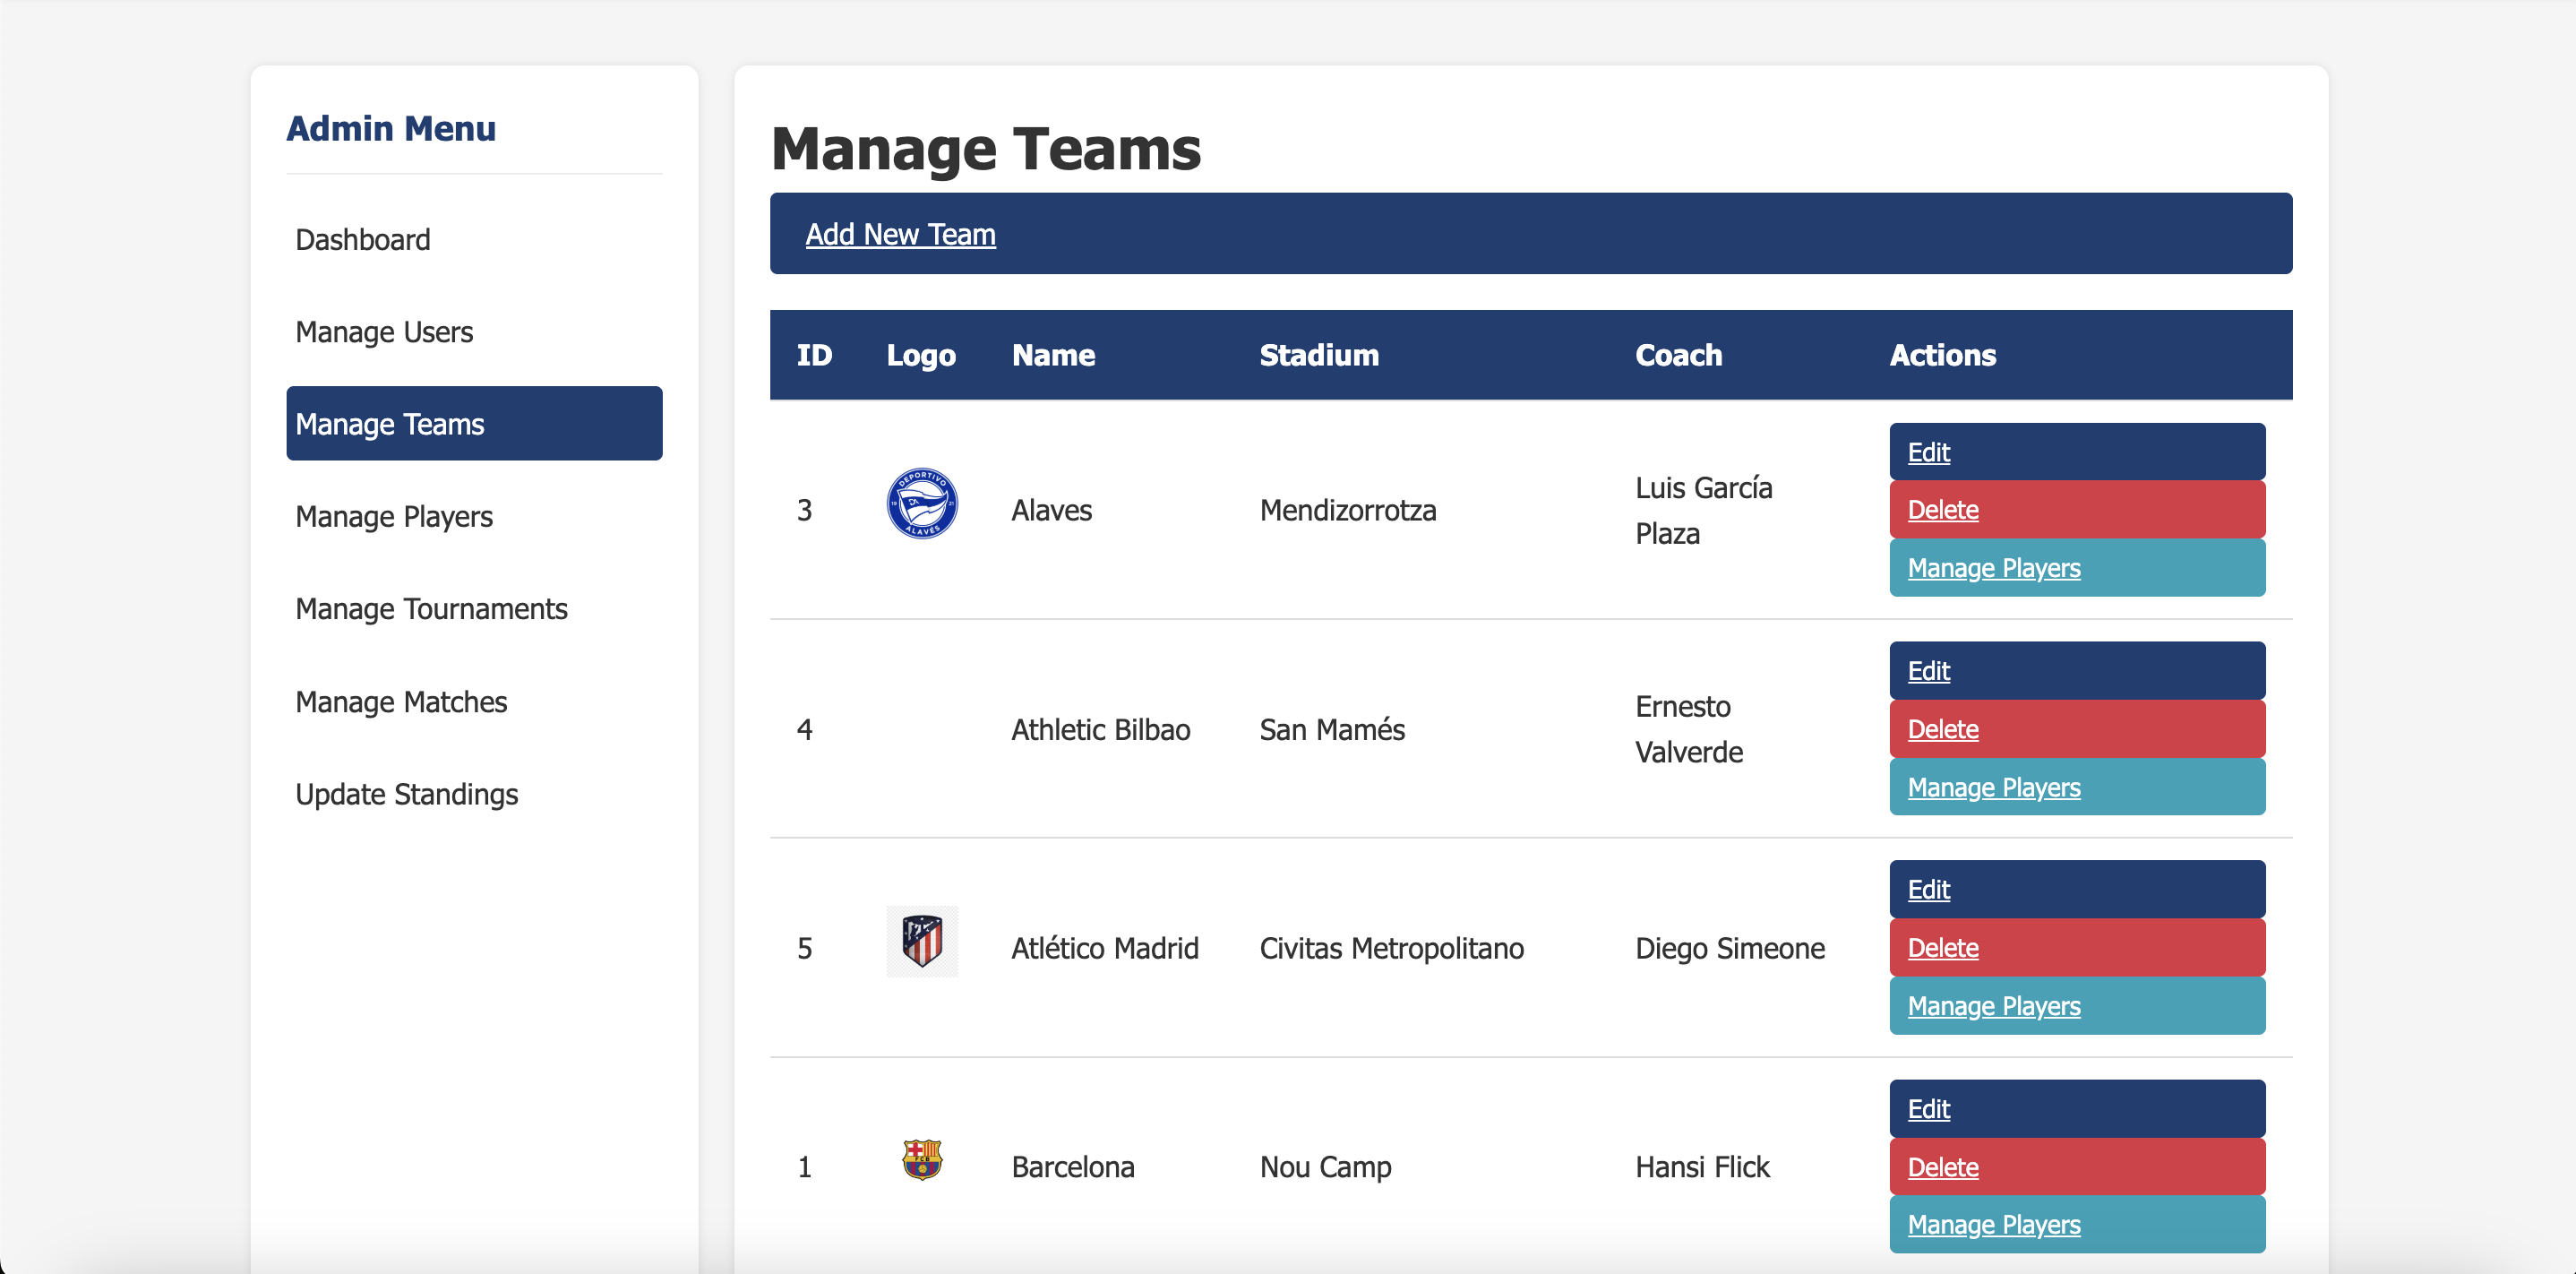 Admin Menu
Dashboard
Manage Users
Manage Teams
Manage Players
Manage Tournaments
Manage Matches
Update Standings
Manage Teams
Add New Team
ID Logo Name Stadium Coach Actions
3 Alaves Mendizorrotza Luis García
Plaza
DEPORTIVO
ALAVÉS
Edit
Delete
Manage Players
4 Athletic Bilbao San Mamés Ernesto
Valverde
Edit
Delete
Manage Players
5 Atlético Madrid Civitas Metropolitano Diego Simeone
Edit
Delete
Manage Players
1 Barcelona Nou Camp Hansi Flick
FCB
Edit
Delete
Manage Players